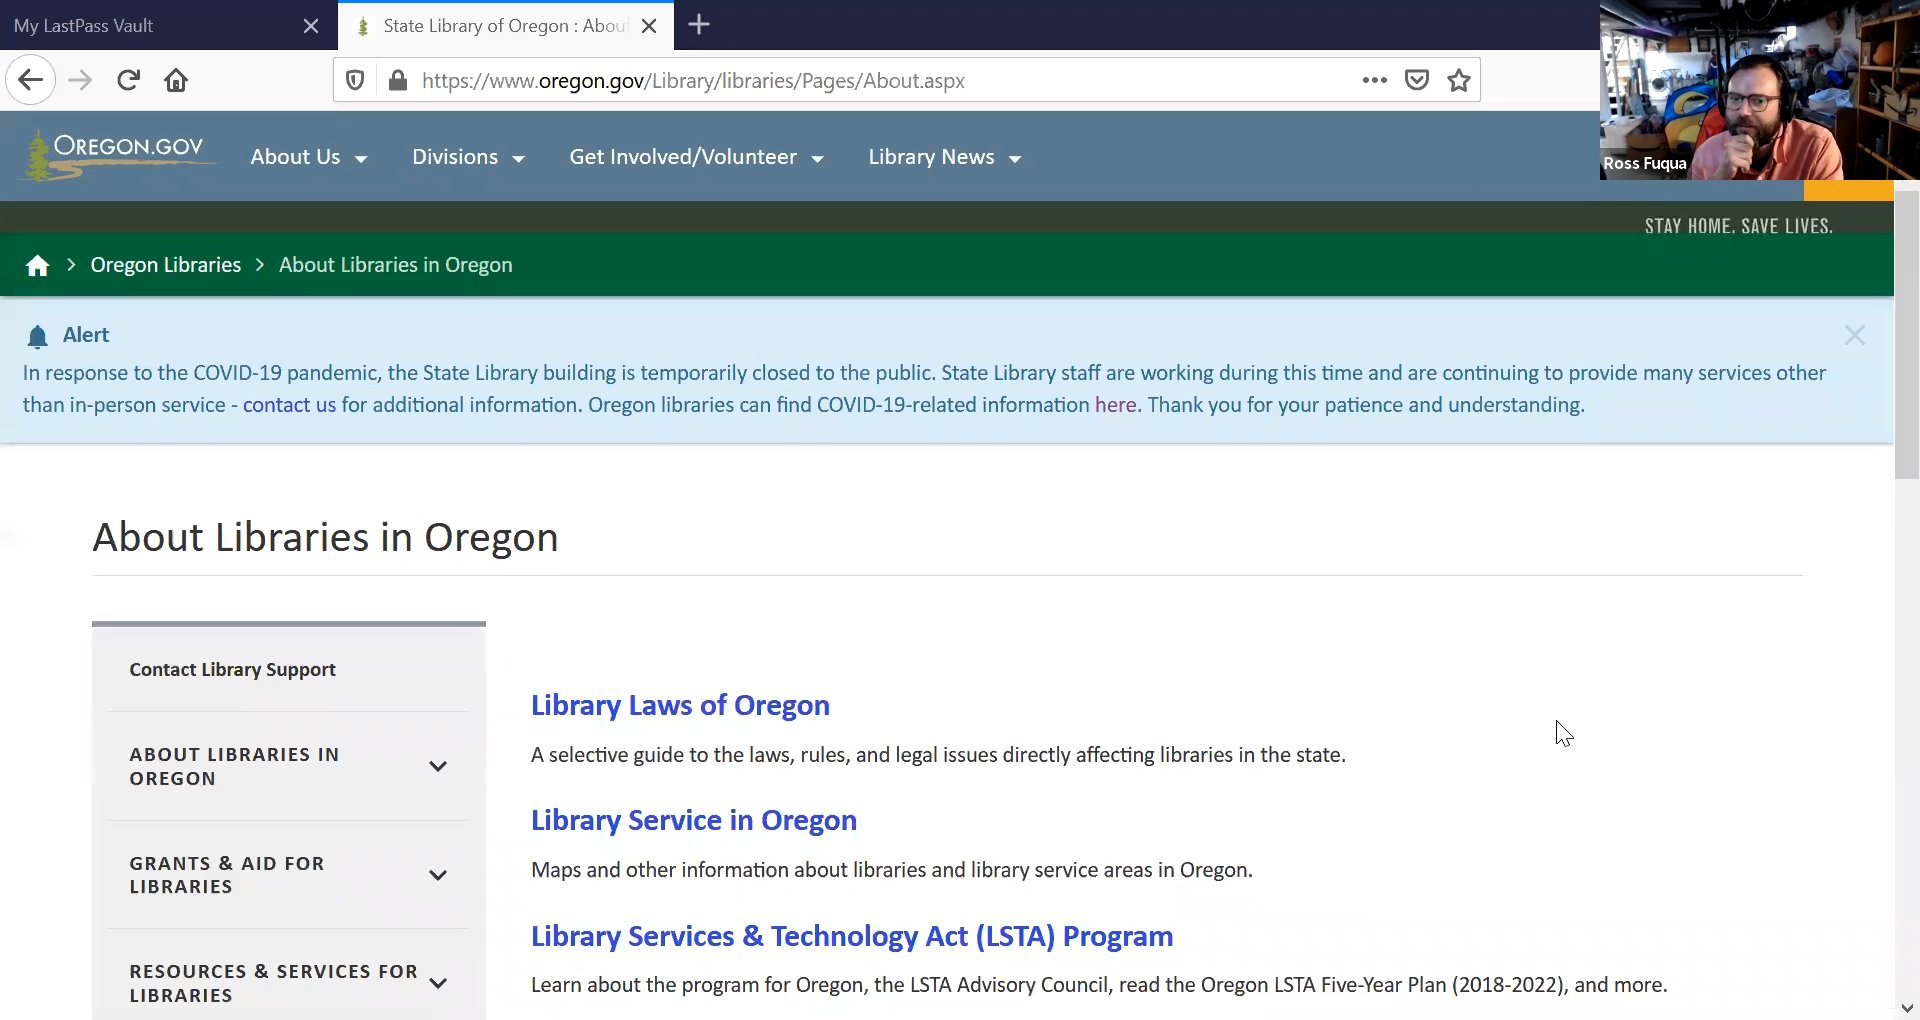 My LastPass Vault
State Library of Oregon : Abou
https://www.oregon.gov/Library/libraries/Pages/About.aspx
Ross Fuqua
OREGON.GOV
About Us
Divisions
Get Involved/Volunteer
Library News
STAY HOME. SAVE LIVES.
Oregon Libraries
About Libraries in Oregon
Alert
In response to the COVID-19 pandemic, the State Library building is temporarily closed to the public. State Library staff are working during this time and are continuing to provide many services other
than in-person service - contact us for additional information. Oregon libraries can find COVID-19-related information here. Thank you for your patience and understanding.
About Libraries in Oregon
Contact Library Support
ABOUT LIBRARIES IN
OREGON
GRANTS & AID FOR
LIBRARIES
RESOURCES & SERVICES FOR
LIBRARIES
Library Laws of Oregon
A selective guide to the laws, rules, and legal issues directly affecting libraries in the state.
Library Service in Oregon
Maps and other information about libraries and library service areas in Oregon.
Library Services & Technology Act (LSTA) Program
Learn about the program for Oregon, the LSTA Advisory Council, read the Oregon LSTA Five-Year Plan (2018-2022), and more.